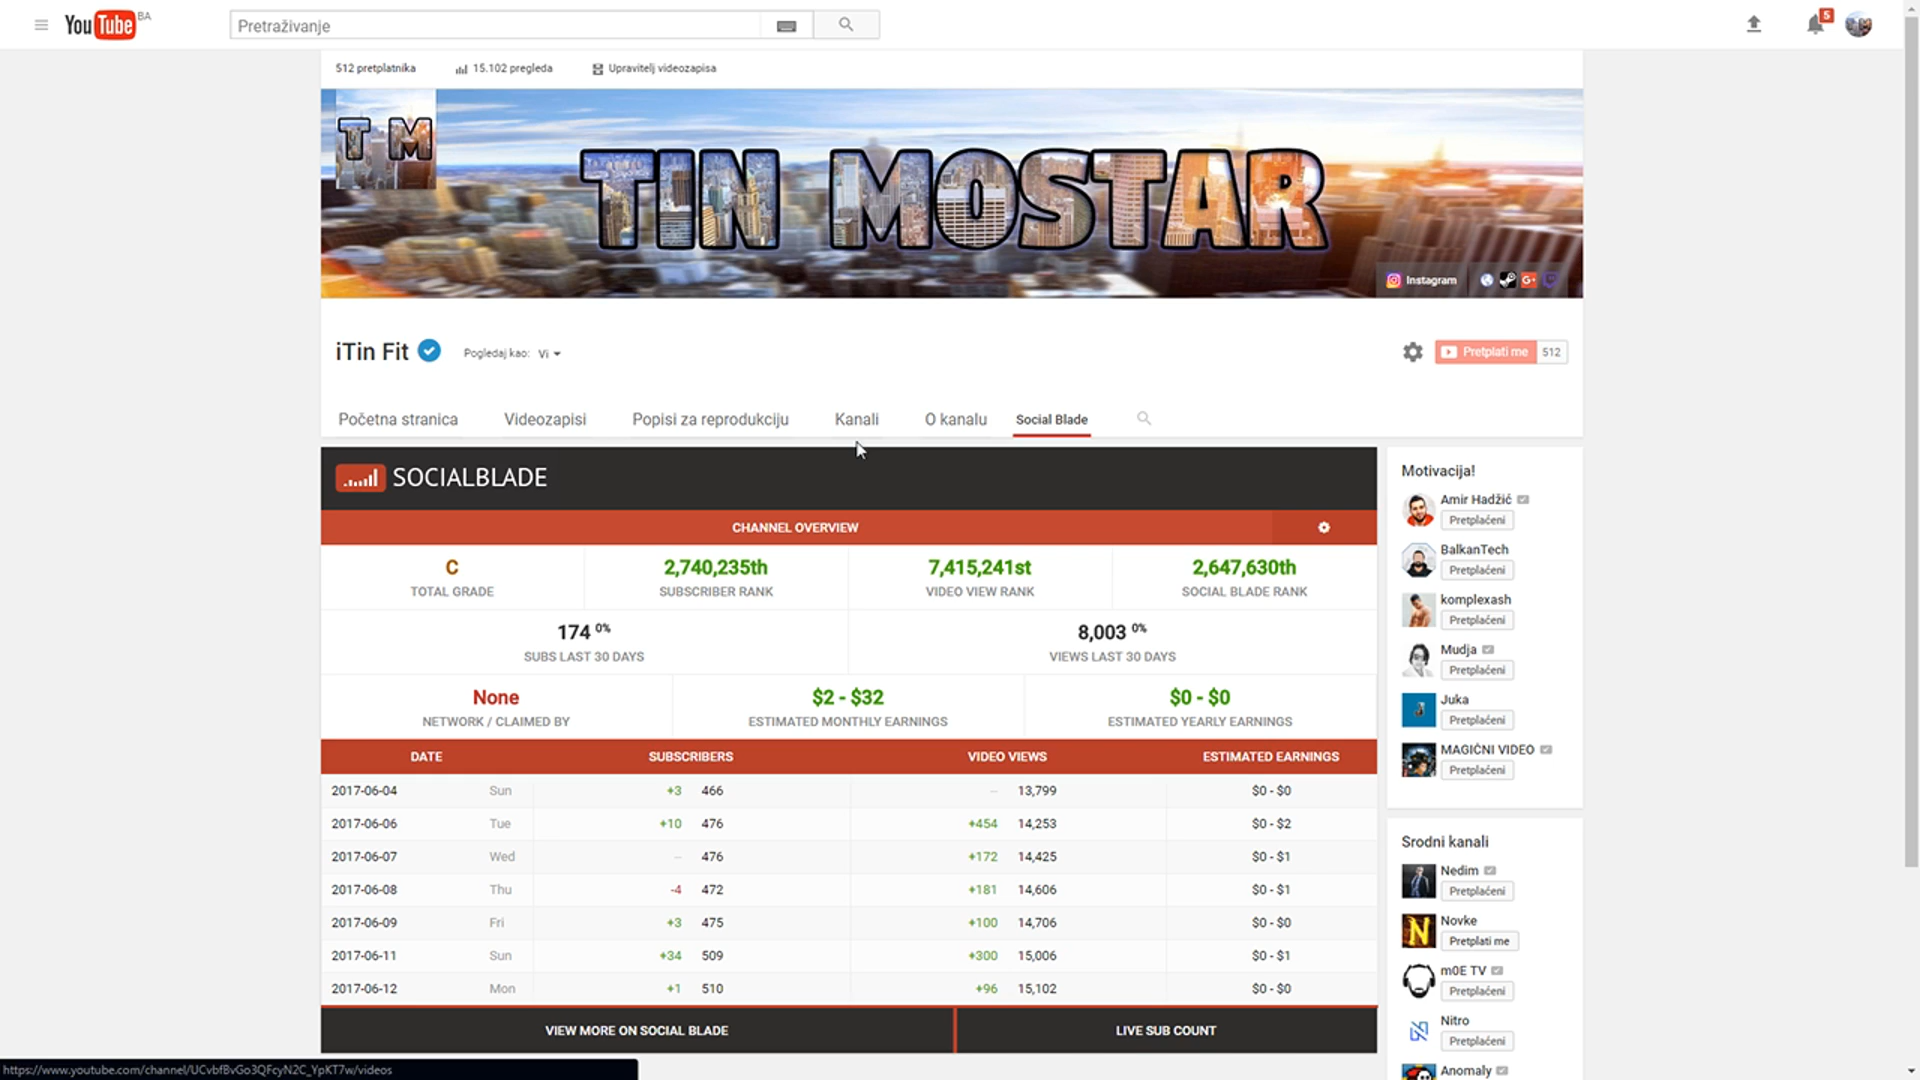 YouTube BA
Pretraživanje
5
512 pretplatnika 15.102 pregleda Upravitelj videozapisa
T M
TIN MOSTAR
Instagram G+
iTin Fit Pogledaj kao: Vi
Pretplati me 512
Početna stranica Videozapisi Popisi za reprodukciju Kanali O kanalu Social Blade
SOCIALBLADE
CHANNEL OVERVIEW
C 2,740,235th 7,415,241st 2,647,630th
TOTAL GRADE SUBSCRIBER RANK VIDEO VIEW RANK SOCIAL BLADE RANK
174 0% 8,003 0%
SUBS LAST 30 DAYS VIEWS LAST 30 DAYS
None $2 - $32 $0 - $0
NETWORK / CLAIMED BY ESTIMATED MONTHLY EARNINGS ESTIMATED YEARLY EARNINGS
DATE SUBSCRIBERS VIDEO VIEWS ESTIMATED EARNINGS
2017-06-04 Sun +3 466 -- 13,799 $0 - $0
2017-06-06 Tue +10 476 +454 14,253 $0 - $2
2017-06-07 Wed -- 476 +172 14,425 $0 - $1
2017-06-08 Thu -4 472 +181 14,606 $0 - $1
2017-06-09 Fri +3 475 +100 14,706 $0 - $0
2017-06-11 Sun +34 509 +300 15,006 $0 - $1
2017-06-12 Mon +1 510 +96 15,102 $0 - $0
VIEW MORE ON SOCIAL BLADE LIVE SUB COUNT
Motivacija!
Amir Hadžić
Pretplaćeni
BalkanTech
Pretplaćeni
komplexash
Pretplaćeni
Mudja
Pretplaćeni
Juka
Pretplaćeni
MAGIČNI VIDEO
Pretplaćeni
Srodni kanali
Nedim
Pretplaćeni
N
Novke
Pretplati me
m0E TV
Pretplaćeni
Nitro
Pretplaćeni
Anomaly
https://www.youtube.com/channel/UCvbfBvGo3QFcyN2C_YpKT7w/videos